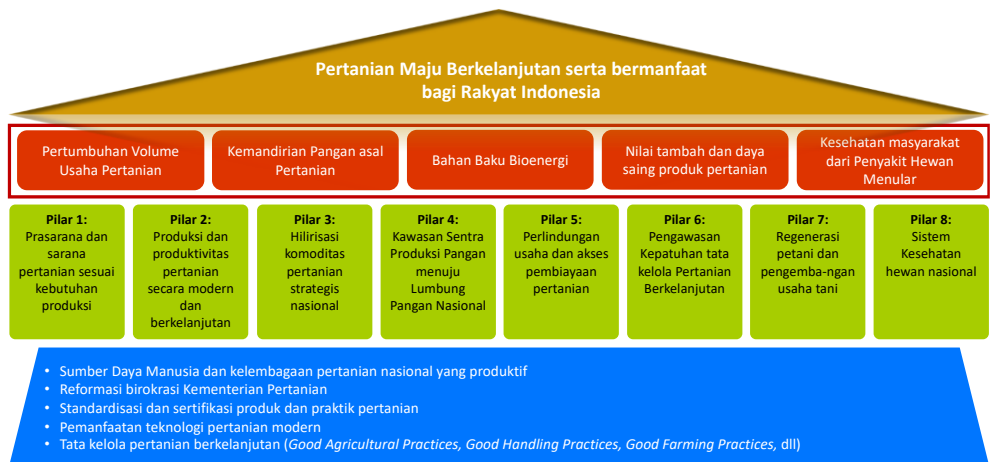 Pertanian Maju Berkelanjutan serta bermanfaat
bagi Rakyat Indonesia
Pertumbuhan Volume
Usaha Pertanian
Kemandirian Pangan asal
Pertanian
Bahan Baku Bioenergi
Nilai tambah dan daya
saing produk pertanian
Kesehatan masyarakat
dari Penyakit Hewan
Menular
Pilar 1:
Prasarana dan
sarana
pertanian sesuai
kebutuhan
produksi
Pilar 2:
Produksi dan
produktivitas
pertanian
secara modern
dan
berkelanjutan
Pilar 3:
Hilirisasi
komoditas
pertanian
strategis
nasional
Pilar 4:
Kawasan Sentra
Produksi Pangan
menuju
Lumbung
Pangan Nasional
Pilar 5:
Perlindungan
usaha dan akses
pembiayaan
pertanian
Pilar 6:
Pengawasan
Kepatuhan tata
kelola Pertanian
Berkelanjutan
Pilar 7:
Regenerasi
petani dan
pengemba-ngan
usaha tani
Pilar 8:
Sistem
Kesehatan
hewan nasional
• Sumber Daya Manusia dan kelembagaan pertanian nasional yang produktif
• Reformasi birokrasi Kementerian Pertanian
• Standardisasi dan sertifikasi produk dan praktik pertanian
• Pemanfaatan teknologi pertanian modern
• Tata kelola pertanian berkelanjutan (Good Agricultural Practices, Good Handling Practices, Good Farming Practices, dll)